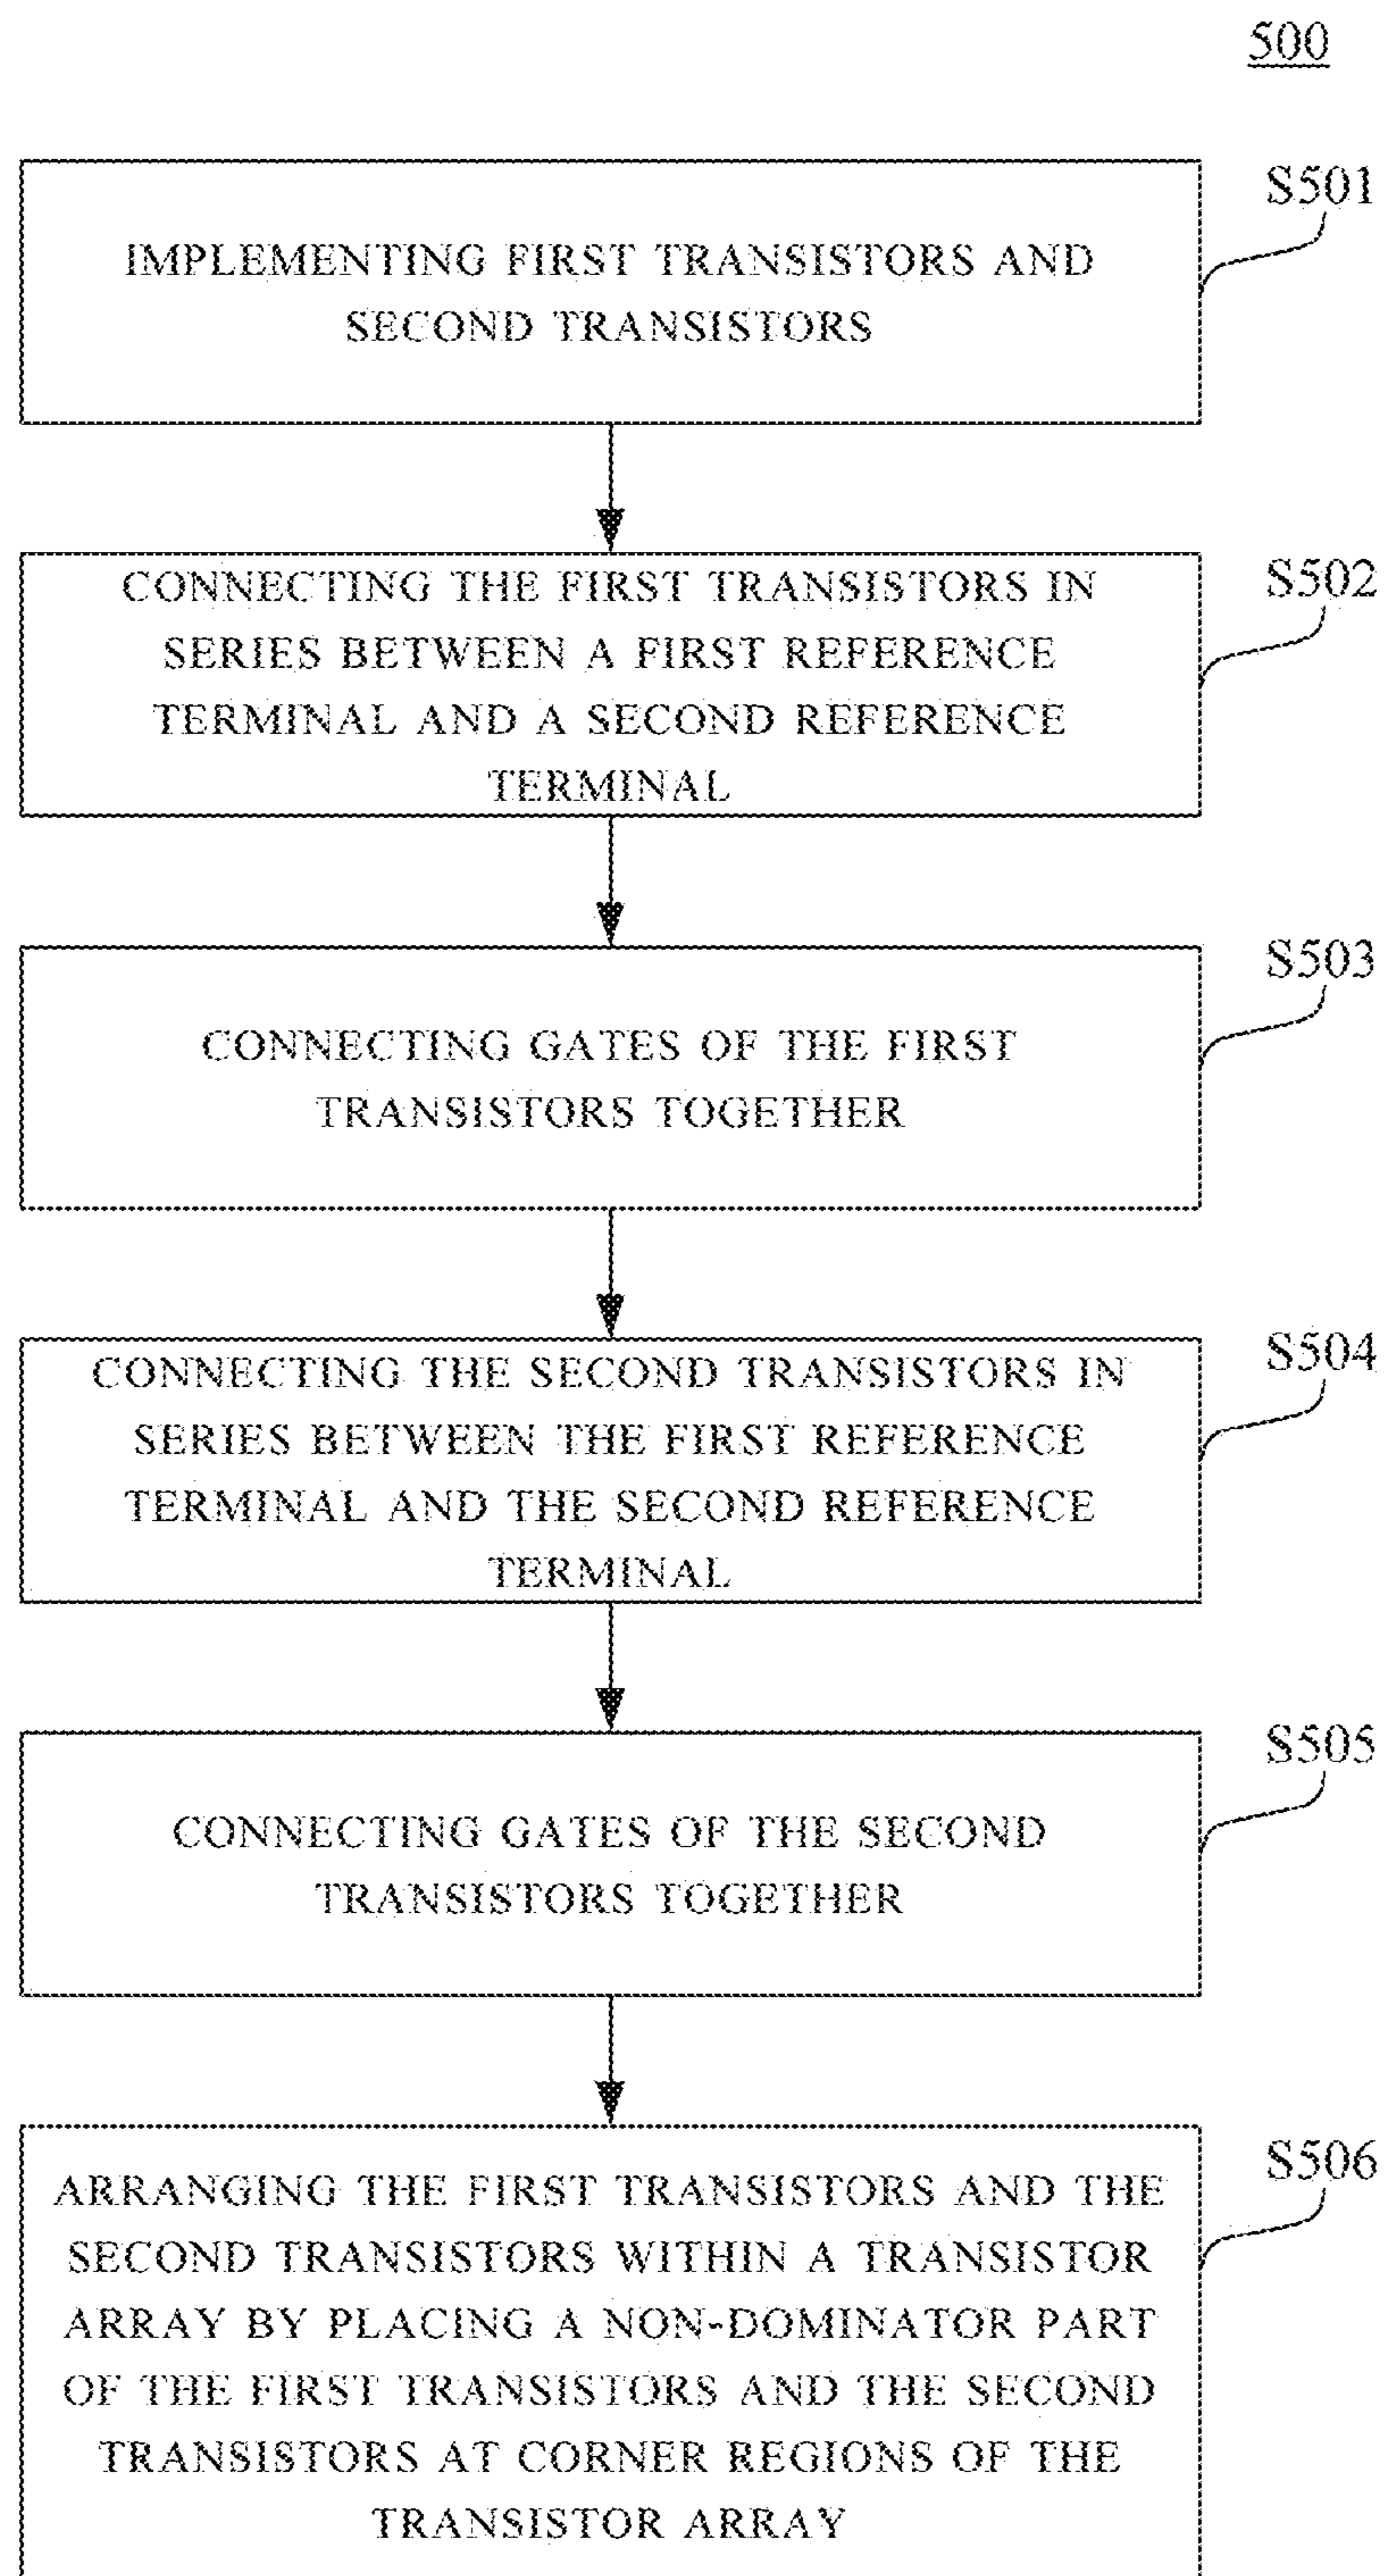 500
S501
IMPLEMENTING FIRST TRANSISTORS AND
SECOND TRANSISTORS
S502
CONNECTING THE FIRST TRANSISTORS IN
SERIES BETWEEN A FIRST REFERENCE
TERMINAL AND A SECOND REFERENCE
TERMINAL
S503
CONNECTING GATES OF THE FIRST
TRANSISTORS TOGETHER
S504
CONNECTING THE SECOND TRANSISTORS IN
SERIES BETWEEN THE FIRST REFERENCE
TERMINAL AND THE SECOND REFERENCE
TERMINAL
S505
CONNECTING GATES OF THE SECOND
TRANSISTORS TOGETHER
S506
ARRANGING THE FIRST TRANSISTORS AND THE
SECOND TRANSISTORS WITHIN A TRANSISTOR
ARRAY BY PLACING A NON-DOMINATOR PART
OF THE FIRST TRANSISTORS AND THE SECOND
TRANSISTORS AT CORNER REGIONS OF THE
TRANSISTOR ARRAY